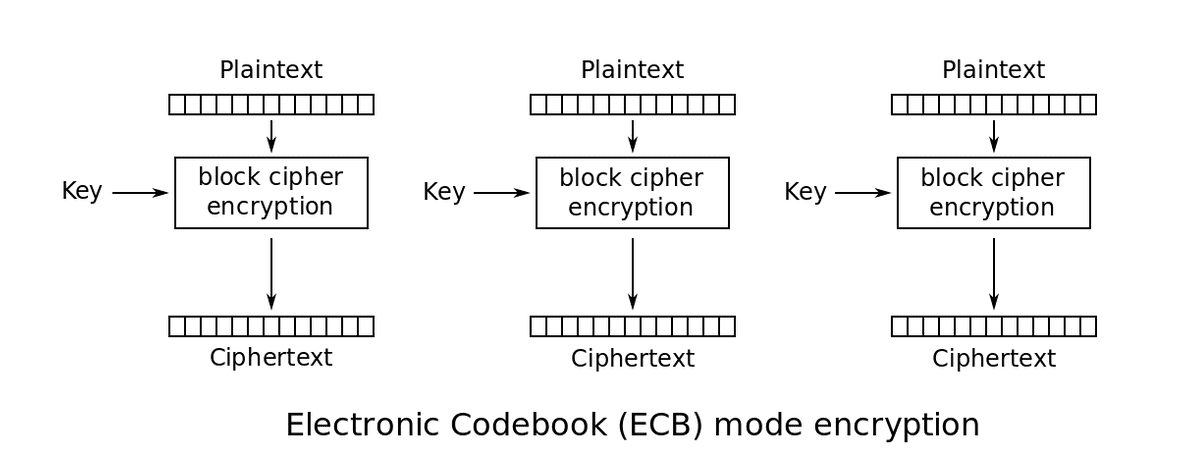 Plaintext
Plaintext
Plaintext
Key
block cipher
encryption
Key
block cipher
encryption
Key
block cipher
encryption
Ciphertext
Ciphertext
Ciphertext
Electronic Codebook (ECB) mode encryption